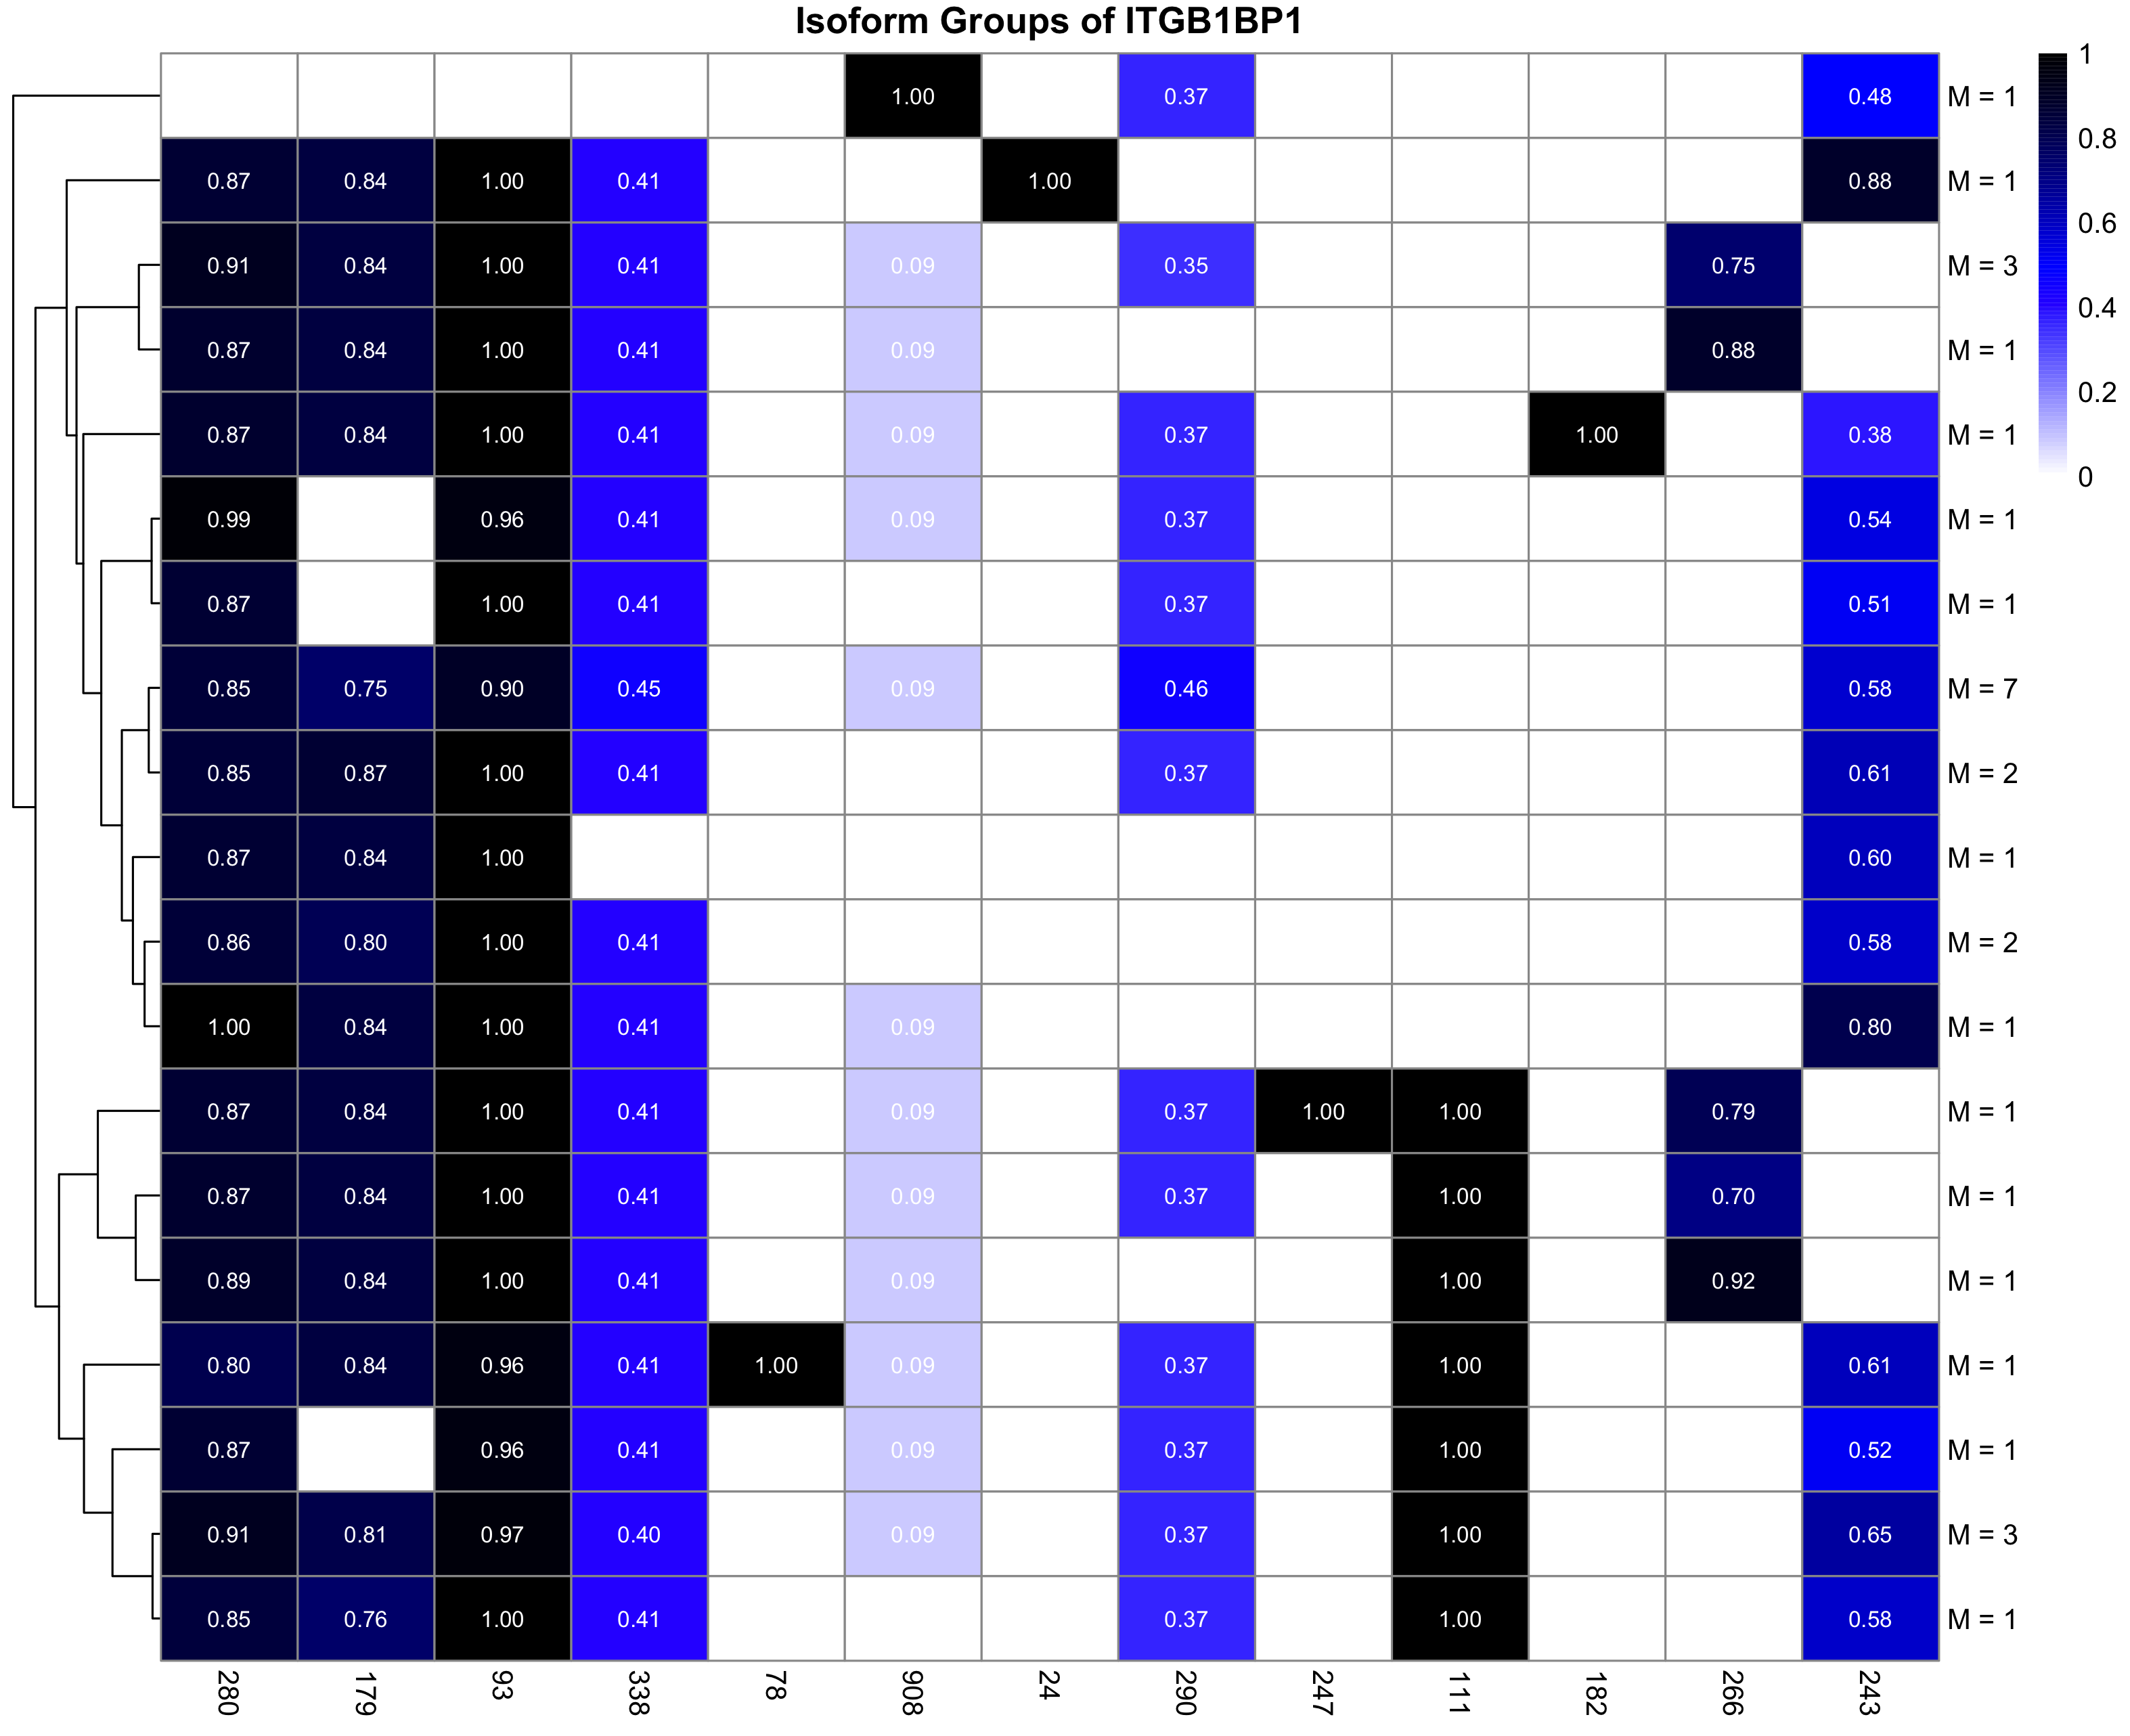 Isoform Groups of ITGB1BP1
1.00 0.37 0.48 M = 1
0.87 0.84 1.00 0.41 1.00 0.88 M = 1
0.91 0.84 1.00 0.41 0.09 0.35 0.75 M = 3
0.87 0.84 1.00 0.41 0.09 0.88 M = 1
0.87 0.84 1.00 0.41 0.09 0.37 1.00 0.38 M = 1
0.99 0.96 0.41 0.09 0.37 0.54 M = 1
0.87 1.00 0.41 0.37 0.51 M = 1
0.85 0.75 0.90 0.45 0.09 0.46 0.58 M = 7
0.85 0.87 1.00 0.41 0.37 0.61 M = 2
0.87 0.84 1.00 0.60 M = 1
0.86 0.80 1.00 0.41 0.58 M = 2
1.00 0.84 1.00 0.41 0.09 0.80 M = 1
0.87 0.84 1.00 0.41 0.09 0.37 1.00 1.00 0.79 M = 1
0.87 0.84 1.00 0.41 0.09 0.37 1.00 0.70 M = 1
0.89 0.84 1.00 0.41 0.09 1.00 0.92 M = 1
0.80 0.84 0.96 0.41 1.00 0.09 0.37 1.00 0.61 M = 1
0.87 0.96 0.41 0.09 0.37 1.00 0.52 M = 1
0.91 0.81 0.97 0.40 0.09 0.37 1.00 0.65 M = 3
0.85 0.76 1.00 0.41 0.37 1.00 0.58 M = 1
280 179 93 338 78 908 24 290 247 111 182 266 243
1
0.8
0.6
0.4
0.2
0